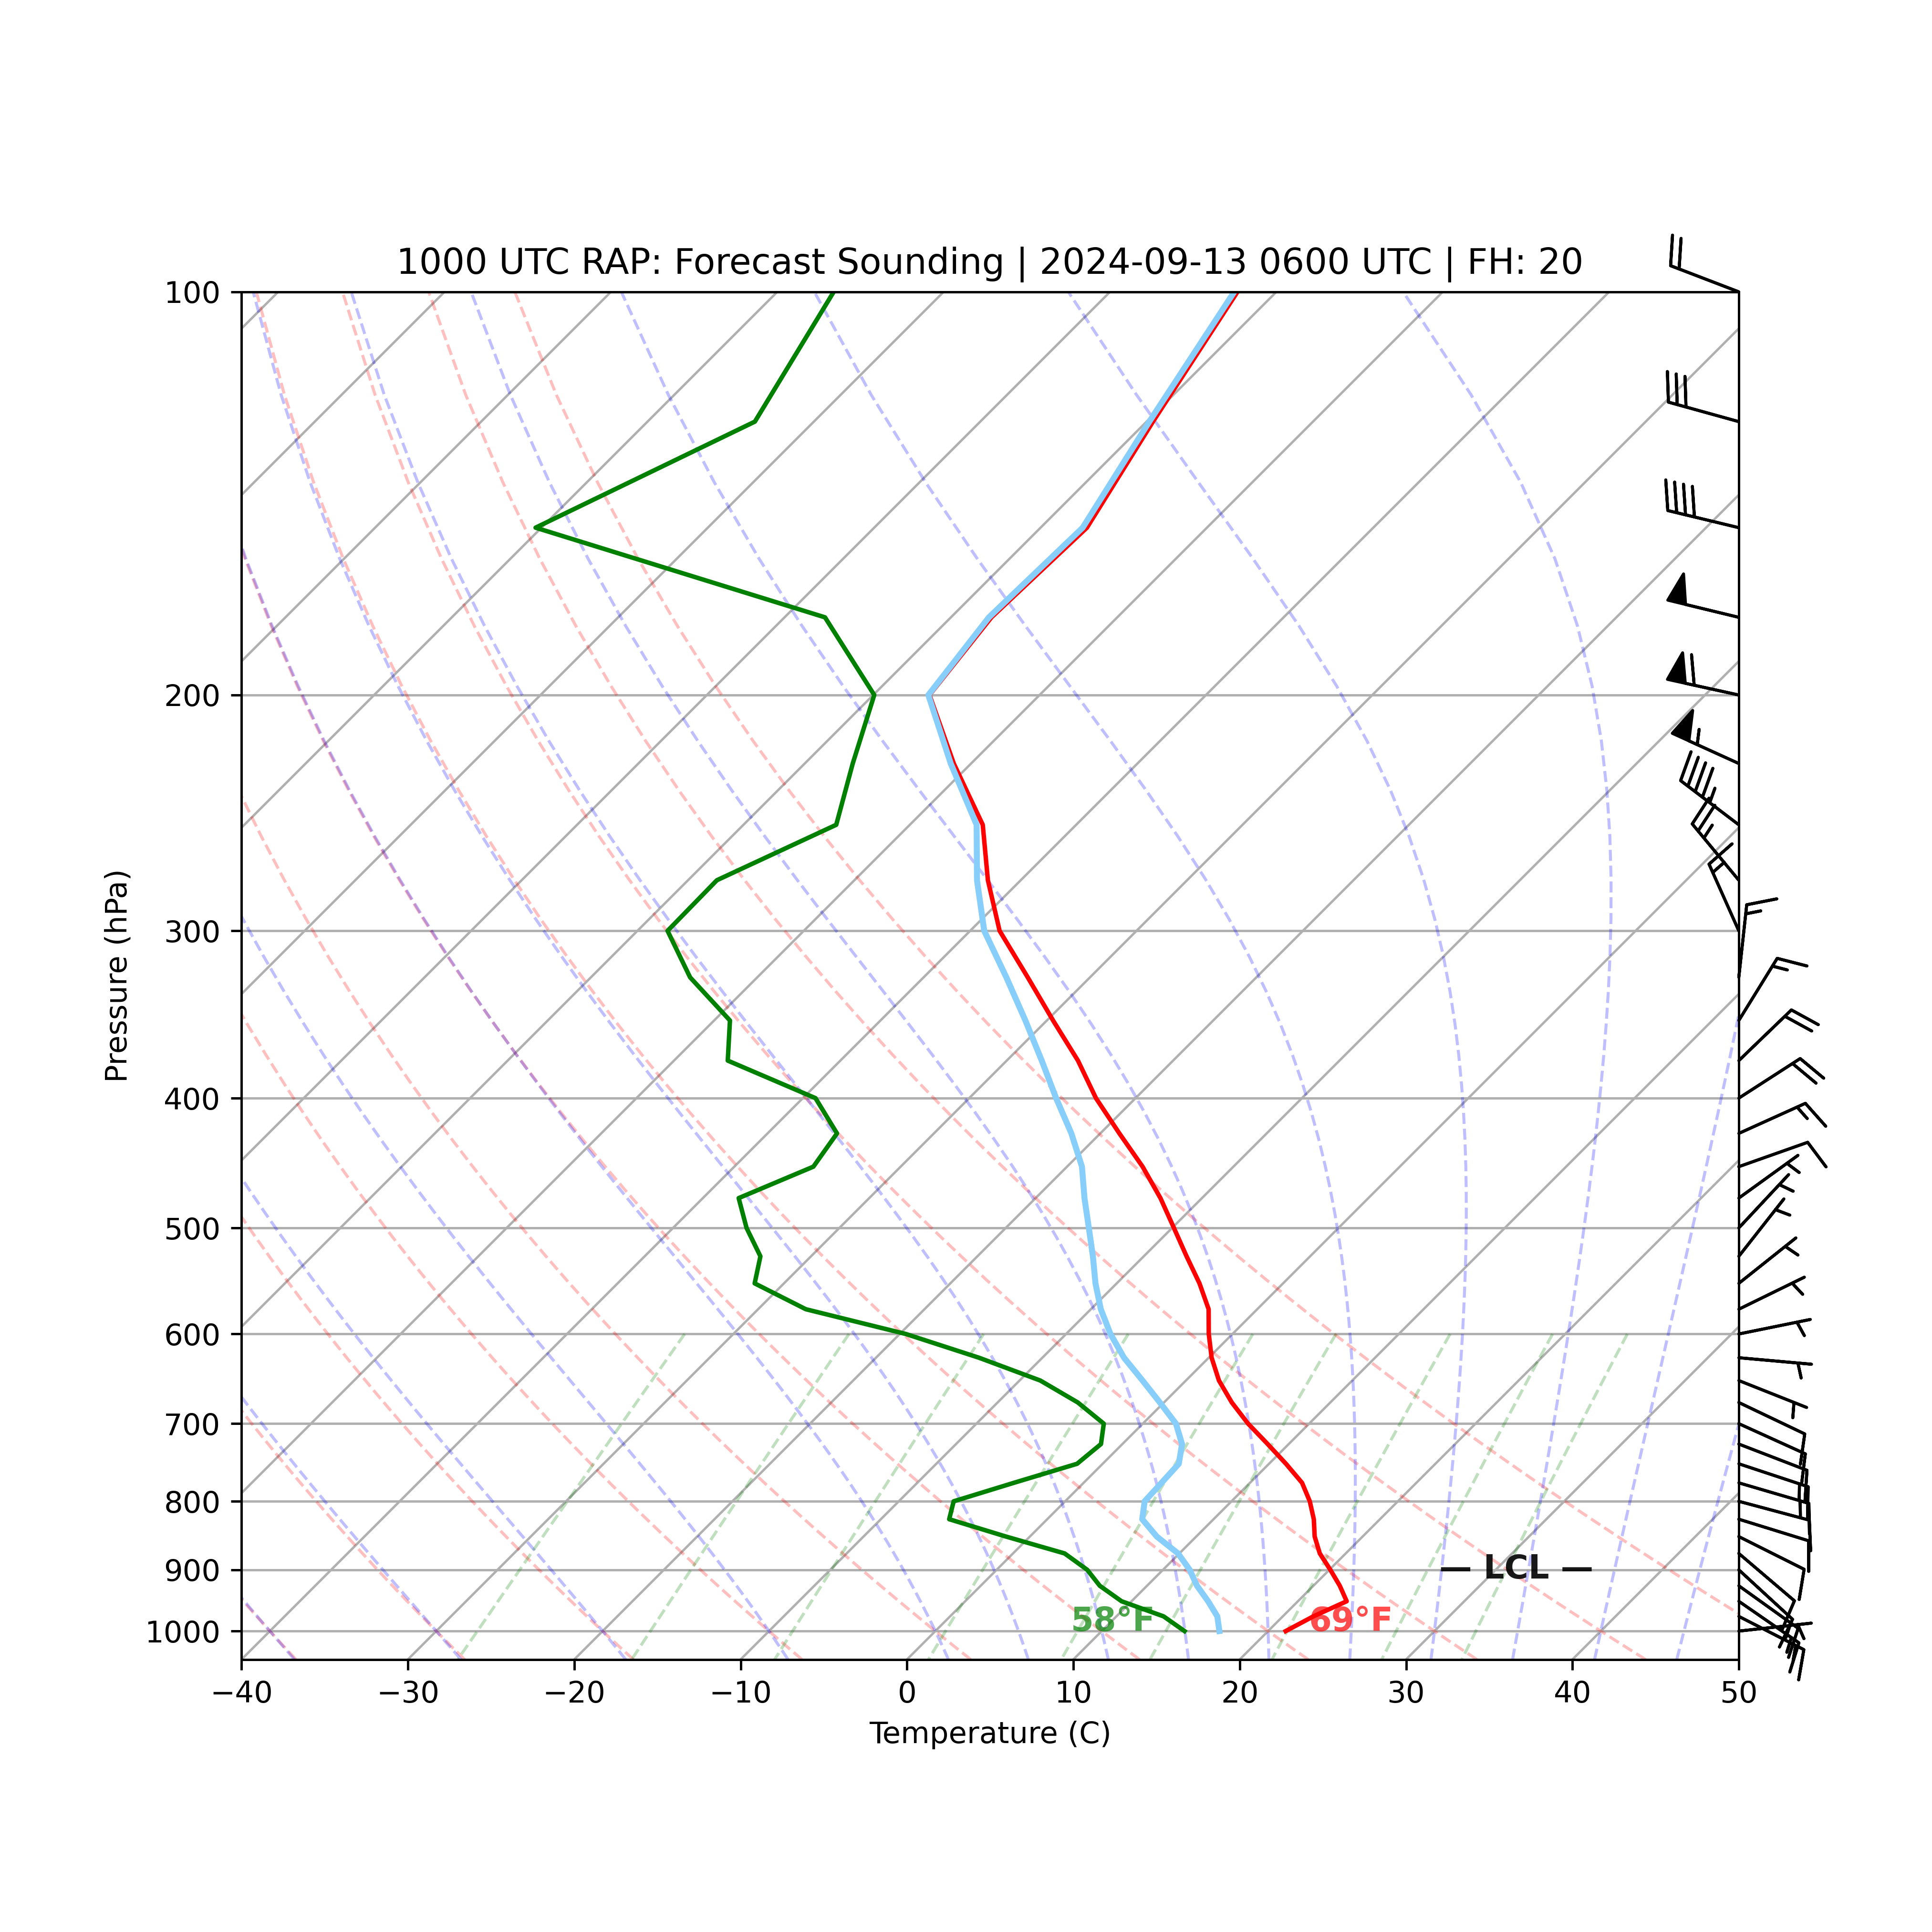 1000 UTC RAP: Forecast Sounding | 2024-09-13 0600 UTC | FH: 20
100
200
300
400
500
600
700
800
900
1000
Pressure (hPa)
— LCL —
58°F
69°F
−40 −30 −20 −10 0 10 20 30 40 50
Temperature (C)